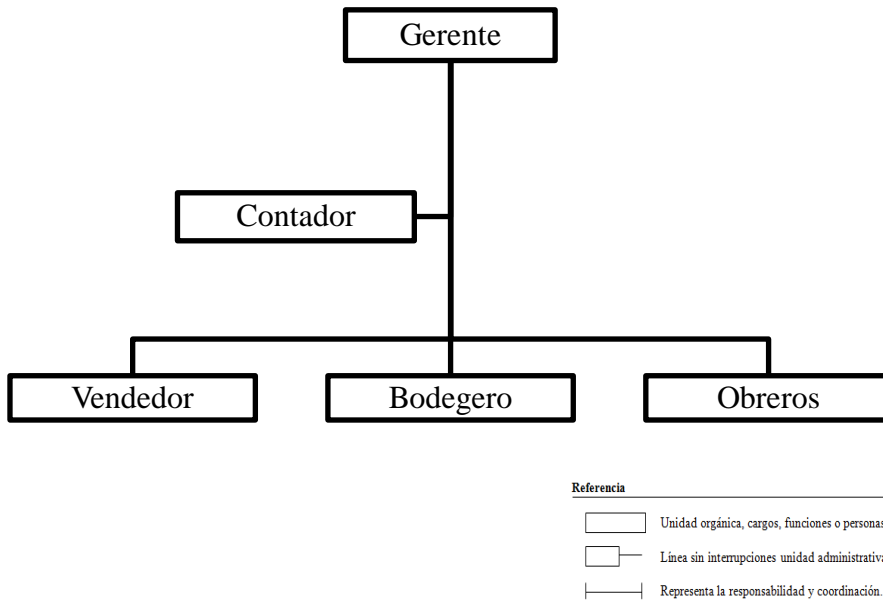 Gerente
Contador
Vendedor
Bodegero
Obreros
Referencia
Unidad orgánica, cargos, funciones o personas
Línea sin interrupciones unidad administrativa
Representa la responsabilidad y coordinación.